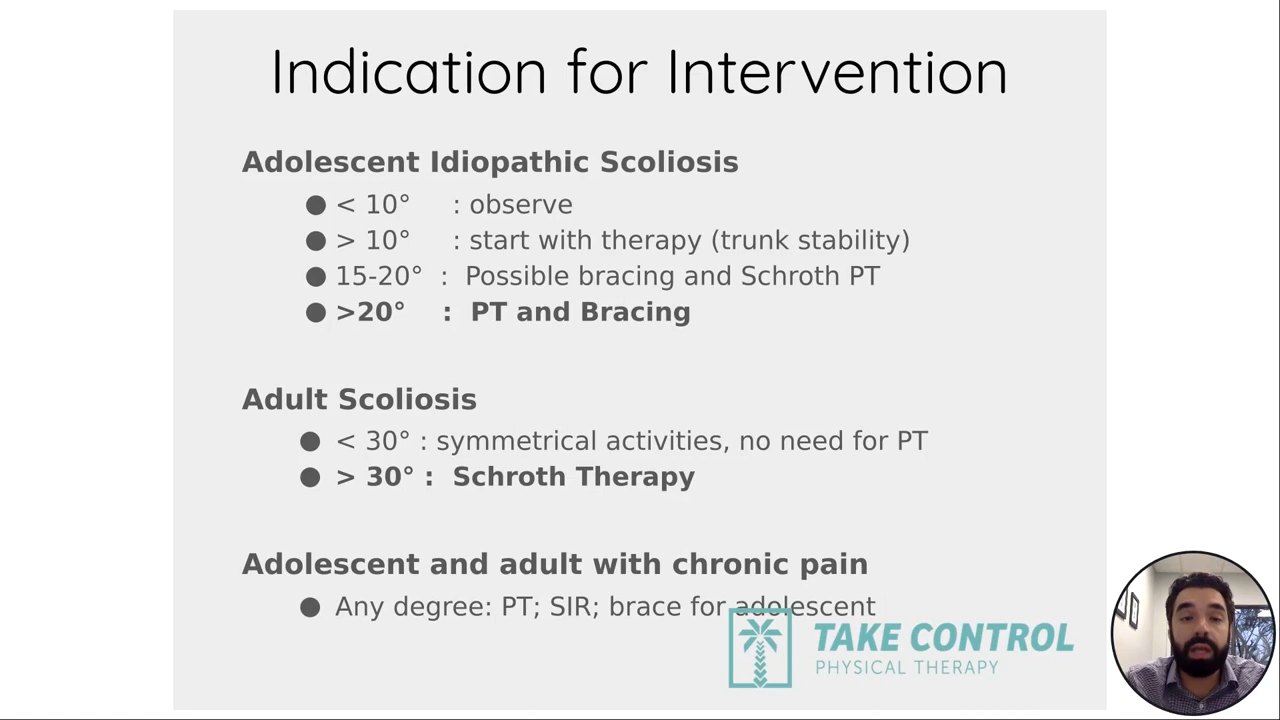 Indication for Intervention
Adolescent Idiopathic Scoliosis
● < 10° : observe
● > 10° : start with therapy (trunk stability)
● 15-20° : Possible bracing and Schroth PT
● >20° : PT and Bracing
Adult Scoliosis
● < 30° : symmetrical activities, no need for PT
● > 30° : Schroth Therapy
Adolescent and adult with chronic pain
● Any degree: PT; SIR; brace for adolescent
TAKE CONTROL
PHYSICAL THERAPY